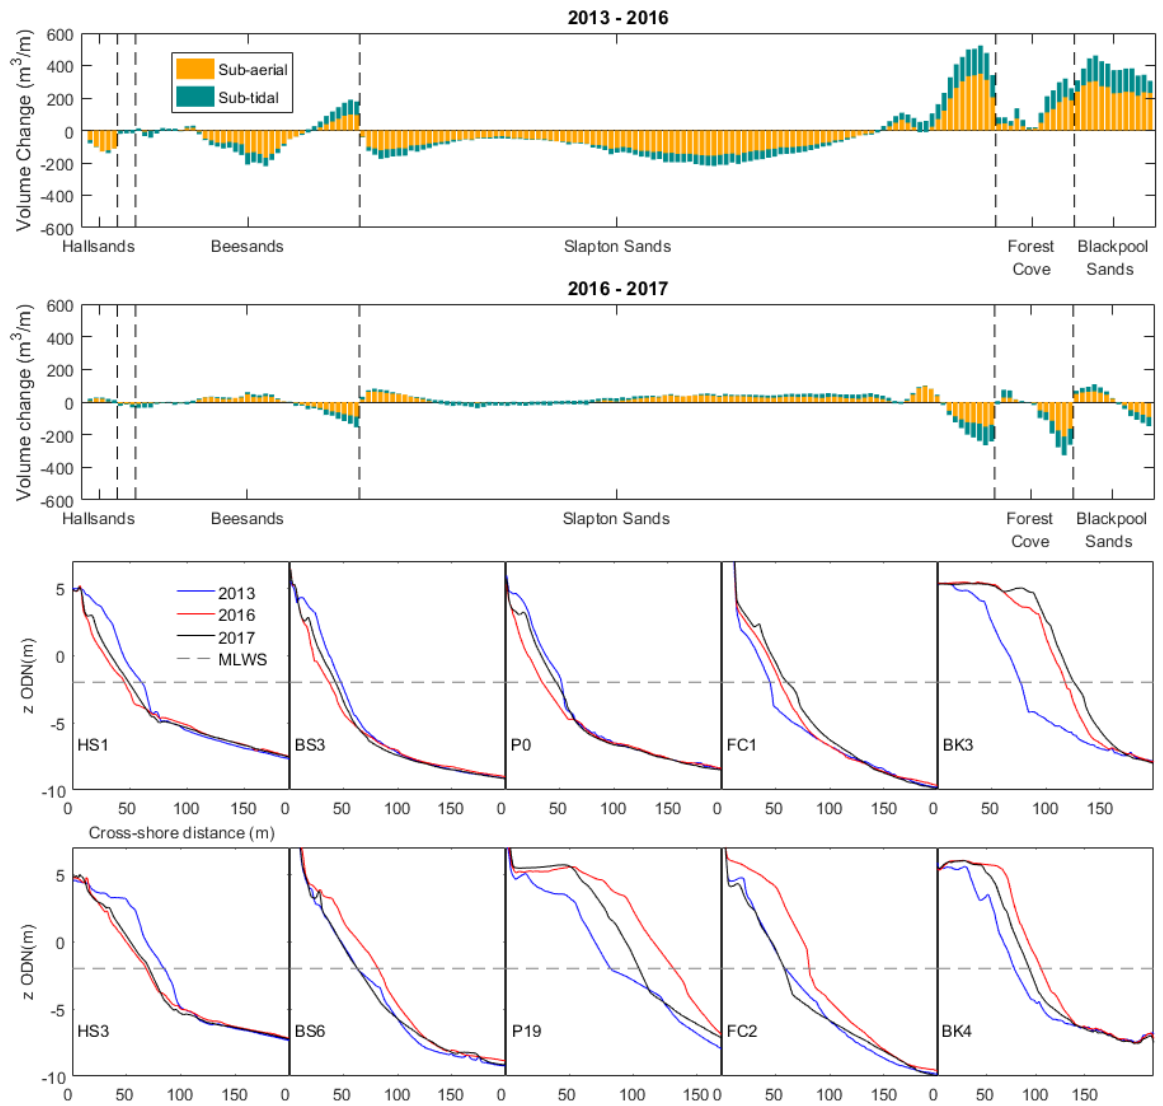 2013 - 2016
Volume Change (m³/m)
600
400
200
0
-200
-400
-600
Sub-aerial
Sub-tidal
Hallsands
Beesands
Slapton Sands
Forest
Cove
Blackpool
Sands
2016 - 2017
Volume change (m³/m)
600
400
200
0
-200
-400
-600
Hallsands
Beesands
Slapton Sands
Forest
Cove
Blackpool
Sands
z ODN(m)
5
0
-5
-10
2013
2016
2017
MLWS
HS1
BS3
P0
FC1
BK3
0 50 100 150 0 50 100 150 0 50 100 150 0 50 100 150 0 50 100 150
Cross-shore distance (m)
z ODN(m)
5
0
-5
-10
HS3
BS6
P19
FC2
BK4
0 50 100 150 0 50 100 150 0 50 100 150 0 50 100 150 0 50 100 150